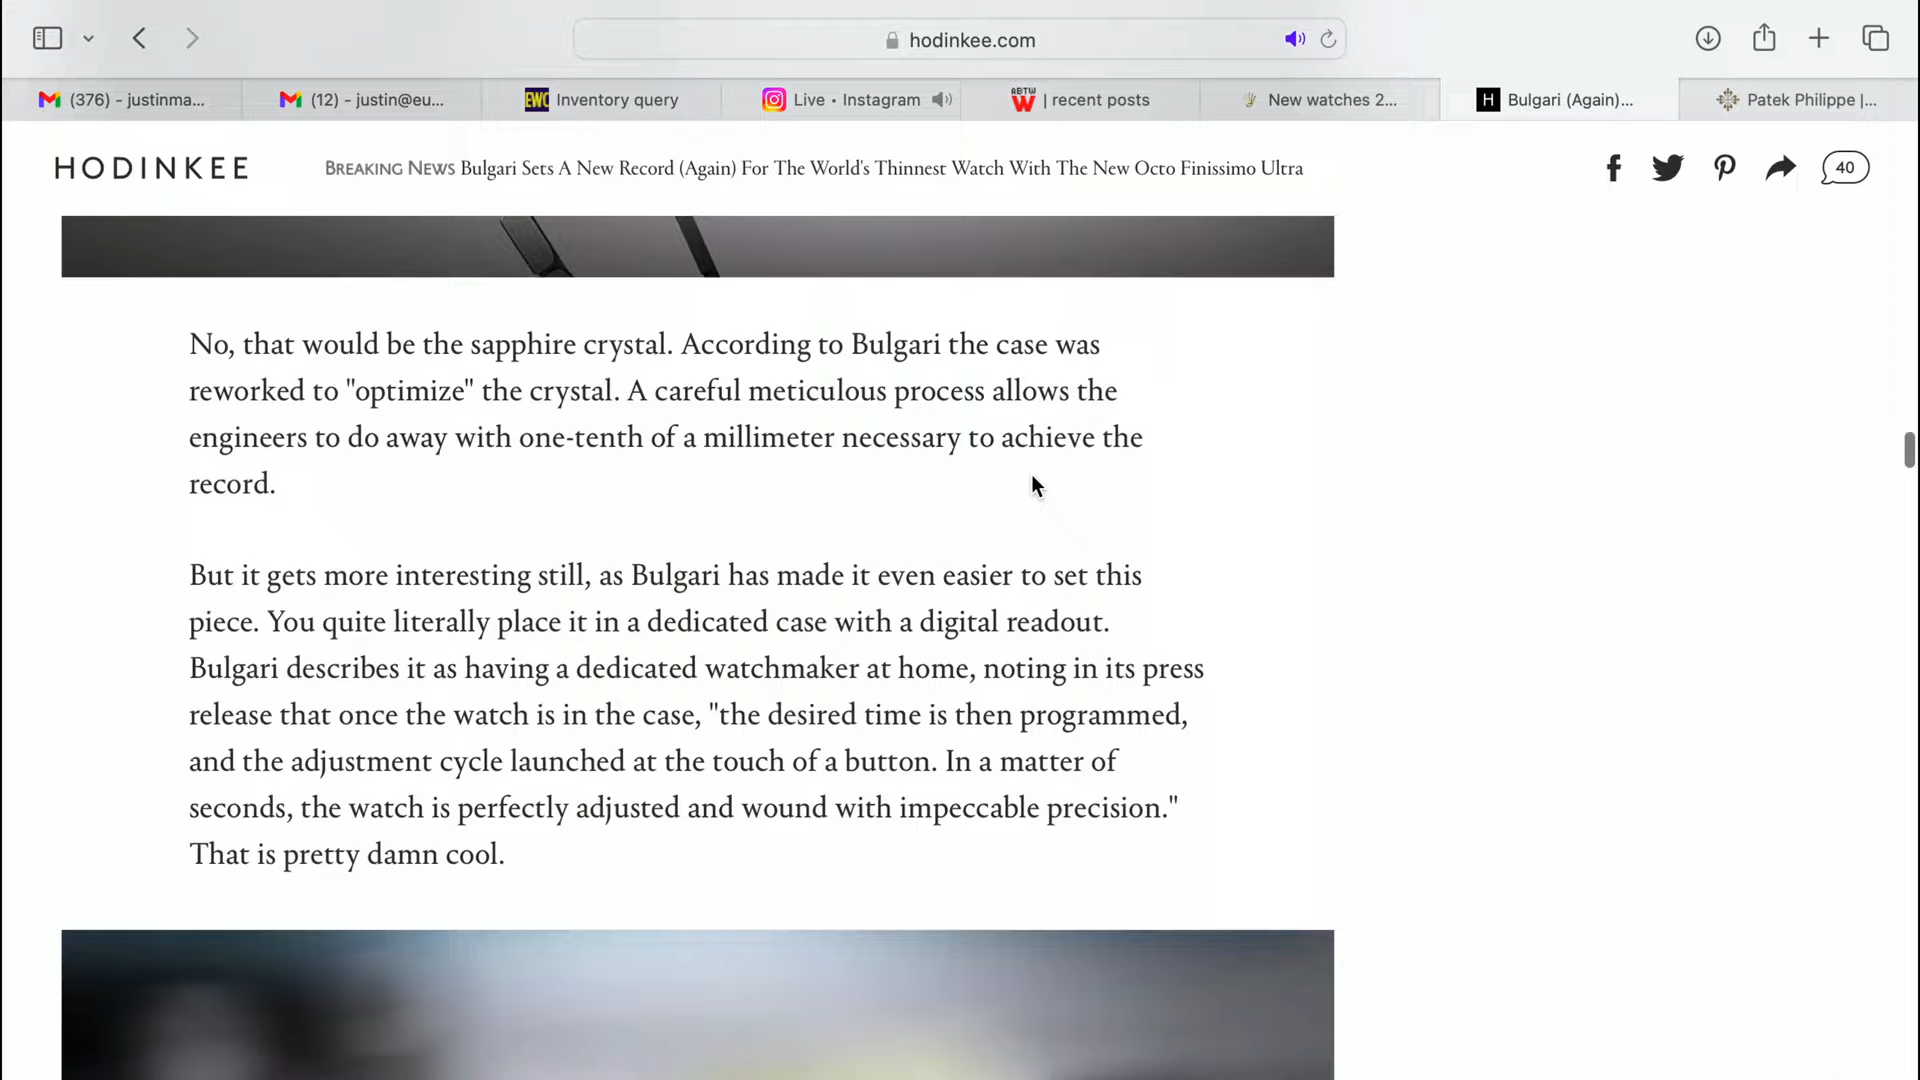 hodinkee.com
(376) - justinma...
(12) - justin@eu...
EWC Inventory query
Live • Instagram
ABTW W | recent posts
New watches 2...
H Bulgari (Again)...
Patek Philippe |...
HODINKEE
BREAKING NEWS Bulgari Sets A New Record (Again) For The World's Thinnest Watch With The New Octo Finissimo Ultra
40
No, that would be the sapphire crystal. According to Bulgari the case was
reworked to "optimize" the crystal. A careful meticulous process allows the
engineers to do away with one-tenth of a millimeter necessary to achieve the
record.
But it gets more interesting still, as Bulgari has made it even easier to set this
piece. You quite literally place it in a dedicated case with a digital readout.
Bulgari describes it as having a dedicated watchmaker at home, noting in its press
release that once the watch is in the case, "the desired time is then programmed,
and the adjustment cycle launched at the touch of a button. In a matter of
seconds, the watch is perfectly adjusted and wound with impeccable precision."
That is pretty damn cool.